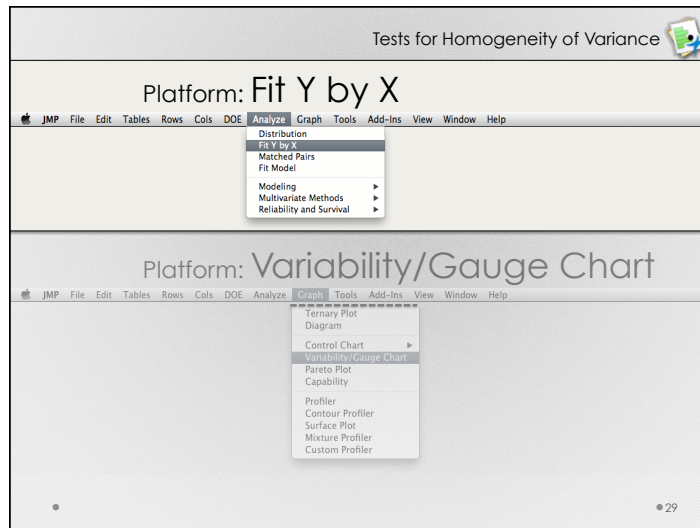 Tests for Homogeneity of Variance
Platform: Fit Y by X
JMP File Edit Tables Rows Cols DOE Analyze Graph Tools Add-Ins View Window Help
Distribution
Fit Y by X
Matched Pairs
Fit Model
Modeling
Multivariate Methods
Reliability and Survival
Platform: Variability/Gauge Chart
JMP File Edit Tables Rows Cols DOE Analyze Graph Tools Add-Ins View Window Help
Ternary Plot
Diagram
Control Chart
Variability/Gauge Chart
Pareto Plot
Capability
Profiler
Contour Profiler
Surface Plot
Mixture Profiler
Custom Profiler
29